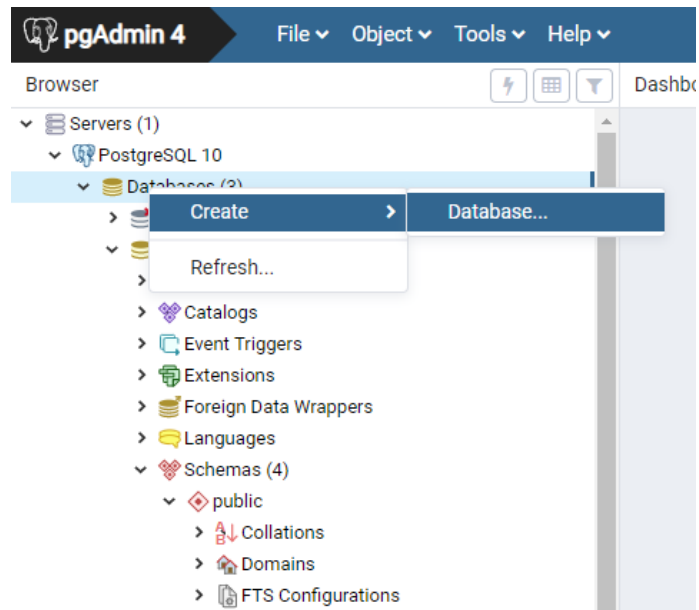 pgAdmin 4 File Object Tools Help
Browser Dashbo
Servers (1)
PostgreSQL 10
Databases (3)
Create Database...
Refresh...
Catalogs
Event Triggers
Extensions
Foreign Data Wrappers
Languages
Schemas (4)
public
Collations
Domains
FTS Configurations